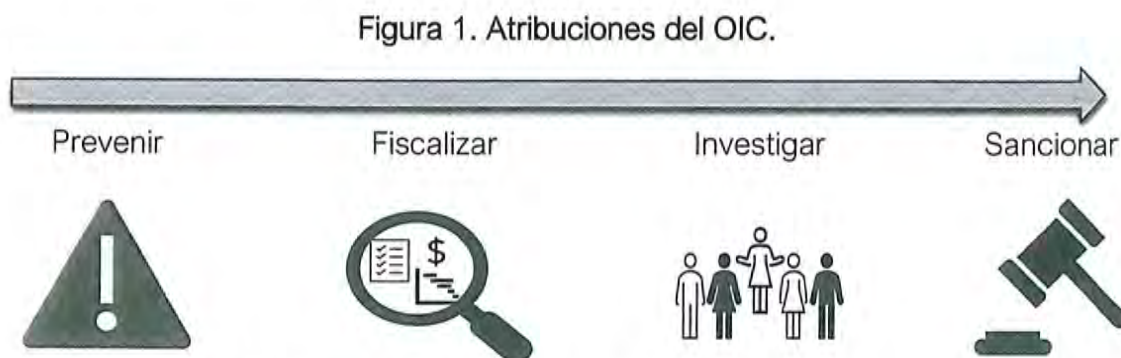 Figura 1. Atribuciones del OIC.
Prevenir Fiscalizar Investigar Sancionar
$